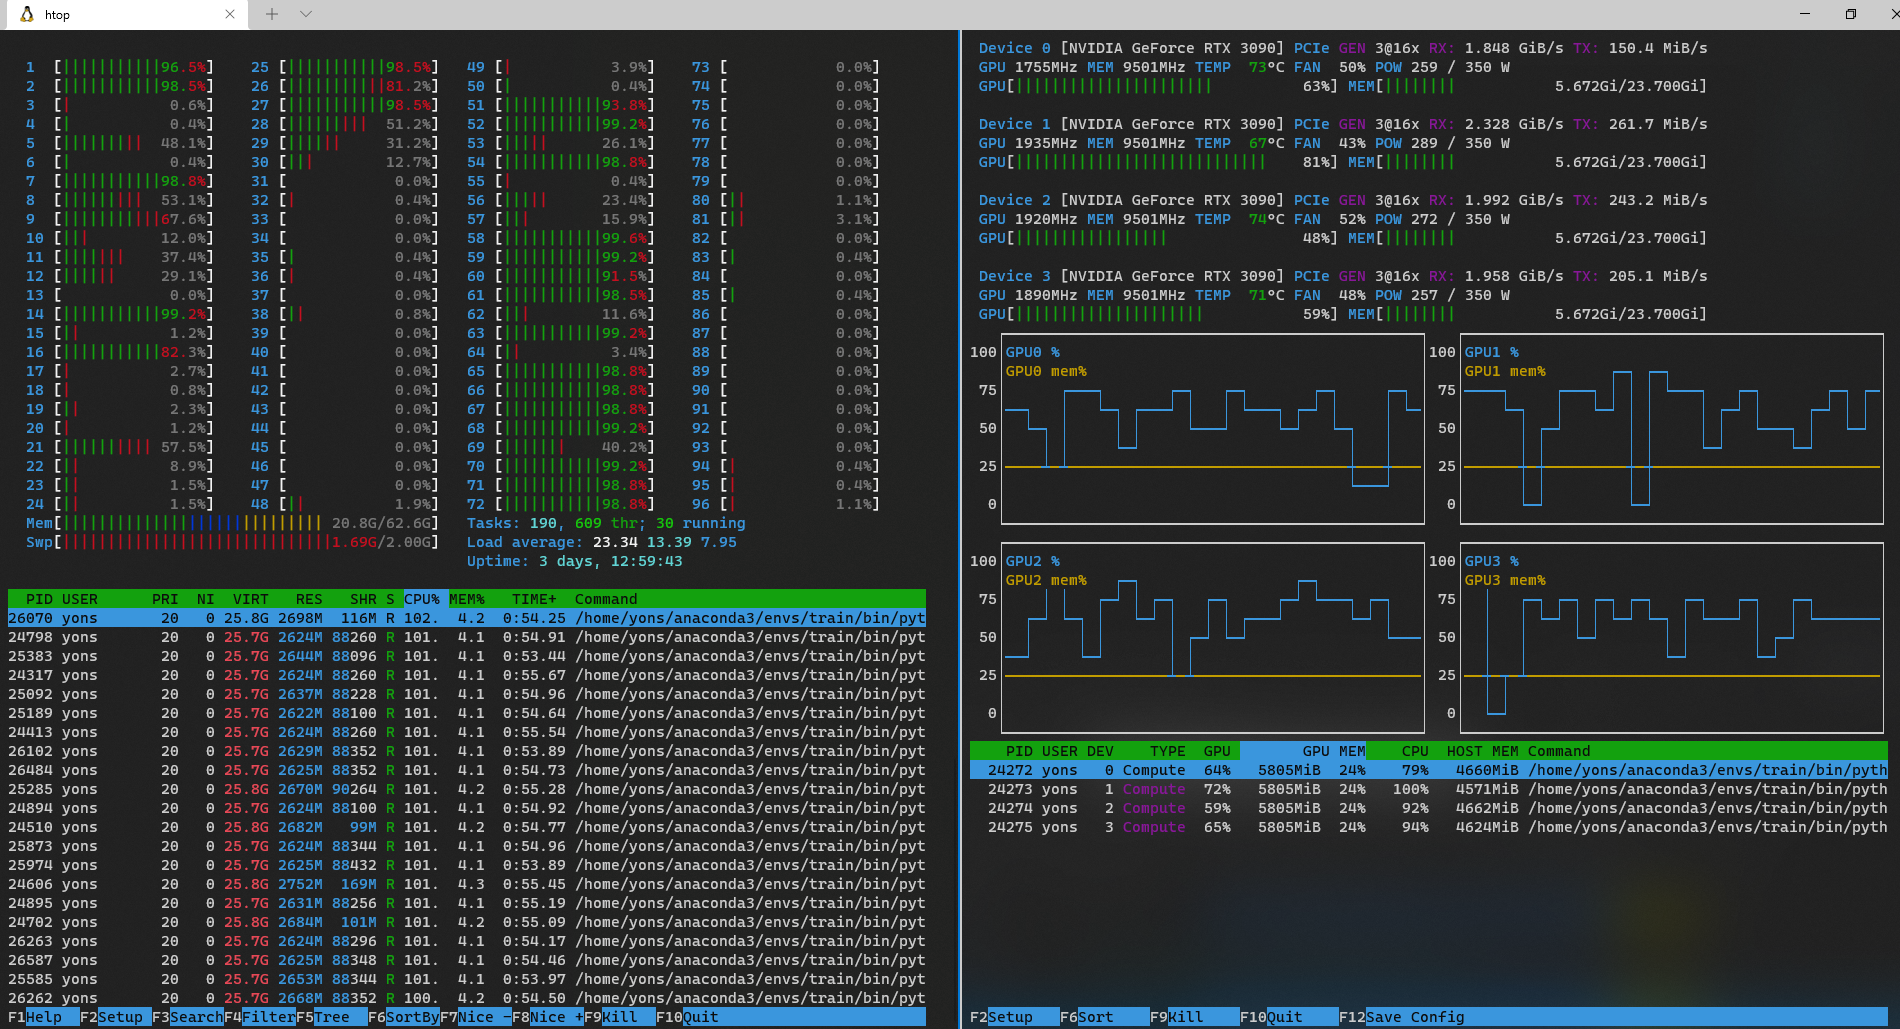 htop
1 [||||||||||||96.5%] 25 [||||||||||||98.5%] 49 [| 3.9%] 73 [ 0.0%]
2 [||||||||||||98.5%] 26 [||||||||||||81.2%] 50 [| 0.4%] 74 [ 0.0%]
3 [| 0.6%] 27 [||||||||||||98.5%] 51 [||||||||||||93.8%] 75 [ 0.0%]
4 [| 0.4%] 28 [||||||||| 51.2%] 52 [||||||||||||99.2%] 76 [ 0.0%]
5 [||||||||| 48.1%] 29 [|||||| 31.2%] 53 [||||| 26.1%] 77 [ 0.0%]
6 [| 0.4%] 30 [||| 12.7%] 54 [||||||||||||98.8%] 78 [ 0.0%]
7 [||||||||||||98.8%] 31 [ 0.0%] 55 [| 0.4%] 79 [ 0.0%]
8 [||||||||| 53.1%] 32 [| 0.4%] 56 [||||| 23.4%] 80 [|| 1.1%]
9 [|||||||||||67.6%] 33 [ 0.0%] 57 [||| 15.9%] 81 [|| 3.1%]
10 [||| 12.0%] 34 [ 0.0%] 58 [||||||||||||99.6%] 82 [ 0.0%]
11 [||||||| 37.4%] 35 [| 0.4%] 59 [||||||||||||99.2%] 83 [| 0.0%]
12 [|||||| 29.1%] 36 [| 0.4%] 60 [||||||||||||91.5%] 84 [ 0.0%]
13 [ 0.0%] 37 [ 0.0%] 61 [||||||||||||98.5%] 85 [| 0.4%]
14 [||||||||||||99.2%] 38 [|| 0.8%] 62 [||| 11.6%] 86 [ 0.0%]
15 [|| 1.2%] 39 [ 0.0%] 63 [||||||||||||99.2%] 87 [ 0.0%]
16 [||||||||||||82.3%] 40 [ 0.0%] 64 [|| 3.4%] 88 [ 0.0%]
17 [| 2.7%] 41 [ 0.0%] 65 [||||||||||||98.8%] 89 [ 0.0%]
18 [| 0.8%] 42 [ 0.0%] 66 [||||||||||||98.8%] 90 [ 0.0%]
19 [|| 2.3%] 43 [ 0.0%] 67 [||||||||||||98.8%] 91 [ 0.0%]
20 [| 1.2%] 44 [ 0.0%] 68 [||||||||||||99.2%] 92 [ 0.0%]
21 [|||||||||| 57.5%] 45 [ 0.0%] 69 [||||||| 40.2%] 93 [ 0.0%]
22 [|| 8.9%] 46 [ 0.0%] 70 [||||||||||||99.2%] 94 [| 0.4%]
23 [|| 1.5%] 47 [ 0.0%] 71 [||||||||||||98.8%] 95 [| 0.4%]
24 [|| 1.5%] 48 [|| 1.9%] 72 [||||||||||||98.8%] 96 [| 1.1%]
Mem[||||||||||||||||||||||||||||| 20.8G/62.6G] Tasks: 190, 609 thr; 30 running
Swp[||||||||||||||||||||||||||||||1.69G/2.00G] Load average: 23.34 13.39 7.95
Uptime: 3 days, 12:59:43
PID USER PRI NI VIRT RES SHR S CPU% MEM% TIME+ Command
26070 yons 20 0 25.8G 2698M 116M R 102. 4.2 0:54.25 /home/yons/anaconda3/envs/train/bin/pyt
24798 yons 20 0 25.7G 2624M 88260 R 101. 4.1 0:54.91 /home/yons/anaconda3/envs/train/bin/pyt
25383 yons 20 0 25.7G 2644M 88096 R 101. 4.1 0:53.44 /home/yons/anaconda3/envs/train/bin/pyt
24317 yons 20 0 25.7G 2624M 88260 R 101. 4.1 0:55.67 /home/yons/anaconda3/envs/train/bin/pyt
25092 yons 20 0 25.7G 2637M 88228 R 101. 4.1 0:54.96 /home/yons/anaconda3/envs/train/bin/pyt
25189 yons 20 0 25.7G 2622M 88100 R 101. 4.1 0:54.64 /home/yons/anaconda3/envs/train/bin/pyt
24413 yons 20 0 25.7G 2624M 88260 R 101. 4.1 0:55.54 /home/yons/anaconda3/envs/train/bin/pyt
26102 yons 20 0 25.7G 2629M 88352 R 101. 4.1 0:53.89 /home/yons/anaconda3/envs/train/bin/pyt
26484 yons 20 0 25.7G 2625M 88352 R 101. 4.1 0:54.73 /home/yons/anaconda3/envs/train/bin/pyt
25285 yons 20 0 25.8G 2670M 90264 R 101. 4.2 0:55.28 /home/yons/anaconda3/envs/train/bin/pyt
24894 yons 20 0 25.7G 2624M 88100 R 101. 4.1 0:54.92 /home/yons/anaconda3/envs/train/bin/pyt
24510 yons 20 0 25.8G 2682M 99M R 101. 4.2 0:54.77 /home/yons/anaconda3/envs/train/bin/pyt
25873 yons 20 0 25.7G 2624M 88344 R 101. 4.1 0:54.96 /home/yons/anaconda3/envs/train/bin/pyt
25974 yons 20 0 25.7G 2625M 88432 R 101. 4.1 0:53.89 /home/yons/anaconda3/envs/train/bin/pyt
24606 yons 20 0 25.8G 2752M 169M R 101. 4.3 0:55.45 /home/yons/anaconda3/envs/train/bin/pyt
24895 yons 20 0 25.7G 2631M 88256 R 101. 4.1 0:55.19 /home/yons/anaconda3/envs/train/bin/pyt
24702 yons 20 0 25.8G 2684M 101M R 101. 4.2 0:55.09 /home/yons/anaconda3/envs/train/bin/pyt
26263 yons 20 0 25.7G 2624M 88296 R 101. 4.1 0:54.17 /home/yons/anaconda3/envs/train/bin/pyt
26587 yons 20 0 25.7G 2625M 88348 R 101. 4.1 0:54.46 /home/yons/anaconda3/envs/train/bin/pyt
25585 yons 20 0 25.7G 2653M 88344 R 101. 4.1 0:53.97 /home/yons/anaconda3/envs/train/bin/pyt
26262 yons 20 0 25.7G 2668M 88352 R 100. 4.2 0:54.50 /home/yons/anaconda3/envs/train/bin/pyt
F1Help F2Setup F3SearchF4FilterF5Tree F6SortByF7Nice -F8Nice +F9Kill F10Quit
Device 0 [NVIDIA GeForce RTX 3090] PCIe GEN 3@16x RX: 1.848 GiB/s TX: 150.4 MiB/s
GPU 1755MHz MEM 9501MHz TEMP 73°C FAN 50% POW 259 / 350 W
GPU[|||||||||||||||||||||| 63%] MEM[|||||||| 5.672Gi/23.700Gi]
Device 1 [NVIDIA GeForce RTX 3090] PCIe GEN 3@16x RX: 2.328 GiB/s TX: 261.7 MiB/s
GPU 1935MHz MEM 9501MHz TEMP 67°C FAN 43% POW 289 / 350 W
GPU[|||||||||||||||||||||||||||| 81%] MEM[|||||||| 5.672Gi/23.700Gi]
Device 2 [NVIDIA GeForce RTX 3090] PCIe GEN 3@16x RX: 1.992 GiB/s TX: 243.2 MiB/s
GPU 1920MHz MEM 9501MHz TEMP 74°C FAN 52% POW 272 / 350 W
GPU[||||||||||||||||| 48%] MEM[|||||||| 5.672Gi/23.700Gi]
Device 3 [NVIDIA GeForce RTX 3090] PCIe GEN 3@16x RX: 1.958 GiB/s TX: 205.1 MiB/s
GPU 1890MHz MEM 9501MHz TEMP 71°C FAN 48% POW 257 / 350 W
GPU[||||||||||||||||||||| 59%] MEM[|||||||| 5.672Gi/23.700Gi]
100 GPU0 % 100 GPU1 %
GPU0 mem% GPU1 mem%
75 75
50 50
25 25
0 0
100 GPU2 % 100 GPU3 %
GPU2 mem% GPU3 mem%
75 75
50 50
25 25
0 0
PID USER DEV TYPE GPU GPU MEM CPU HOST MEM Command
24272 yons 0 Compute 64% 5805MiB 24% 79% 4660MiB /home/yons/anaconda3/envs/train/bin/pyth
24273 yons 1 Compute 72% 5805MiB 24% 100% 4571MiB /home/yons/anaconda3/envs/train/bin/pyth
24274 yons 2 Compute 59% 5805MiB 24% 92% 4662MiB /home/yons/anaconda3/envs/train/bin/pyth
24275 yons 3 Compute 65% 5805MiB 24% 94% 4624MiB /home/yons/anaconda3/envs/train/bin/pyth
F2Setup F6Sort F9Kill F10Quit F12Save Config